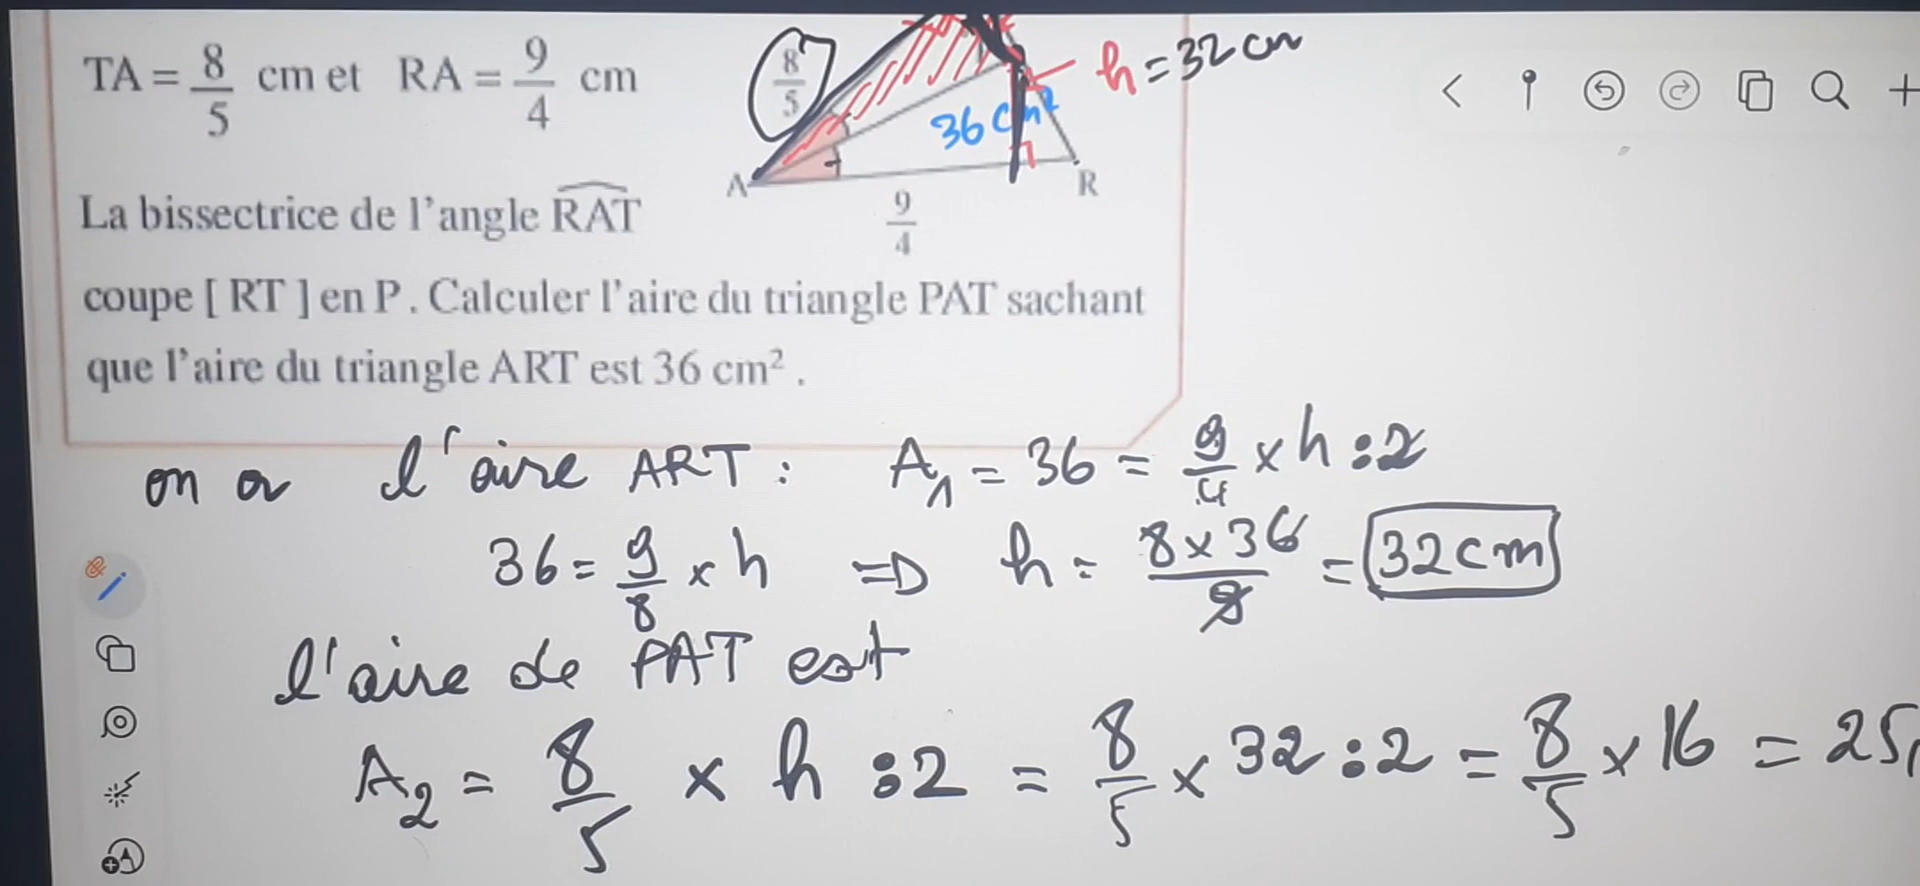 TA = 8/5 cm et RA = 9/4 cm
8/5
h = 32 cm
36 cm²
A
R
9/4
La bissectrice de l'angle RAT
coupe [ RT ] en P . Calculer l'aire du triangle PAT sachant
que l'aire du triangle ART est 36 cm² .
on a l'aire ART : A₁ = 36 = 9/4 × h : 2
36 = 9/8 × h ⇒ h = 8×36/9 = 32 cm
l'aire de PAT est
A₂ = 8/5 × h : 2 = 8/5 × 32 : 2 = 8/5 × 16 = 25,